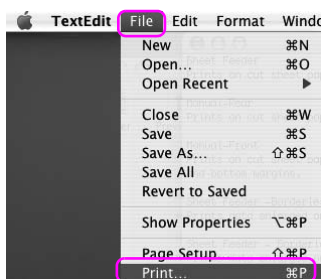 TextEdit File Edit Format Windo
New ⌘N
Open... ⌘O
Open Recent ▶
Close ⌘W
Save ⌘S
Save As... ⇧⌘S
Save All
Revert to Saved
Show Properties ⌥⌘P
Page Setup... ⇧⌘P
Print... ⌘P